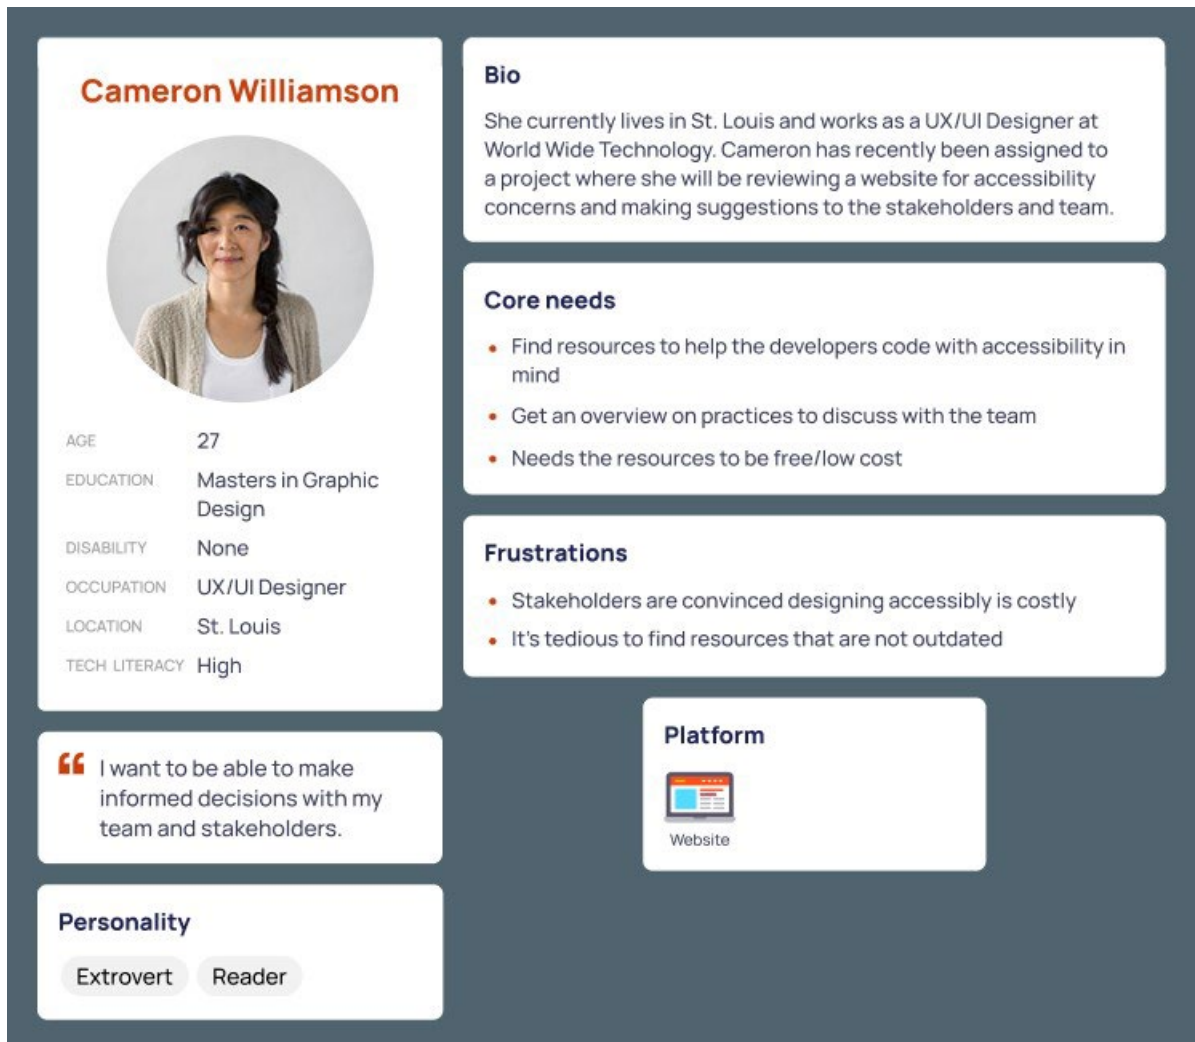 Cameron Williamson
AGE 27
EDUCATION Masters in Graphic
Design
DISABILITY None
OCCUPATION UX/UI Designer
LOCATION St. Louis
TECH LITERACY High
“ I want to be able to make
informed decisions with my
team and stakeholders.
Personality
Extrovert Reader
Bio
She currently lives in St. Louis and works as a UX/UI Designer at
World Wide Technology. Cameron has recently been assigned to
a project where she will be reviewing a website for accessibility
concerns and making suggestions to the stakeholders and team.
Core needs
• Find resources to help the developers code with accessibility in
mind
• Get an overview on practices to discuss with the team
• Needs the resources to be free/low cost
Frustrations
• Stakeholders are convinced designing accessibly is costly
• It's tedious to find resources that are not outdated
Platform
Website